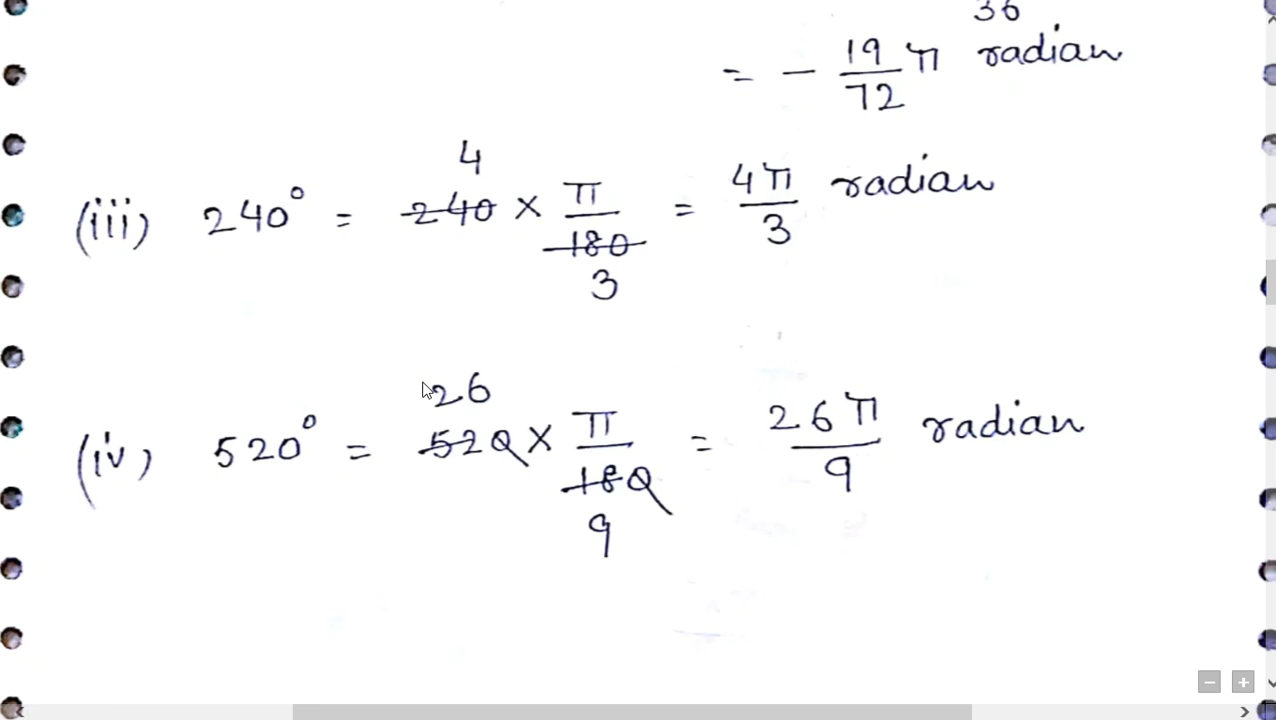 36
= - 19/72 π radian
4
(iii) 240° = 240 × π/180 = 4π/3 radian
3
26
(iv) 520° = 520 × π/180 = 26π/9 radian
9